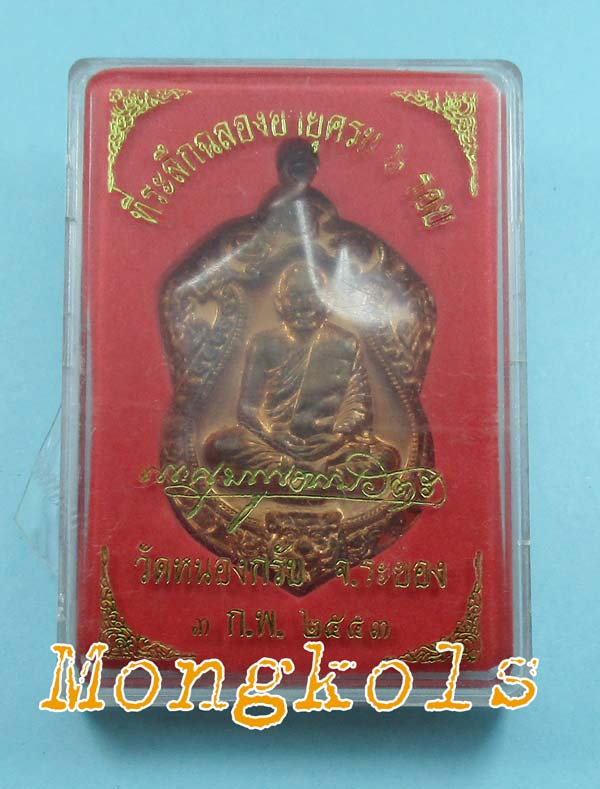 ที่ระลึกฉลองอายุครบ ๖ รอบ
วัดหนองกรับ จ.ระยอง
๓ ก.พ. ๒๕๕๓
Mongkols